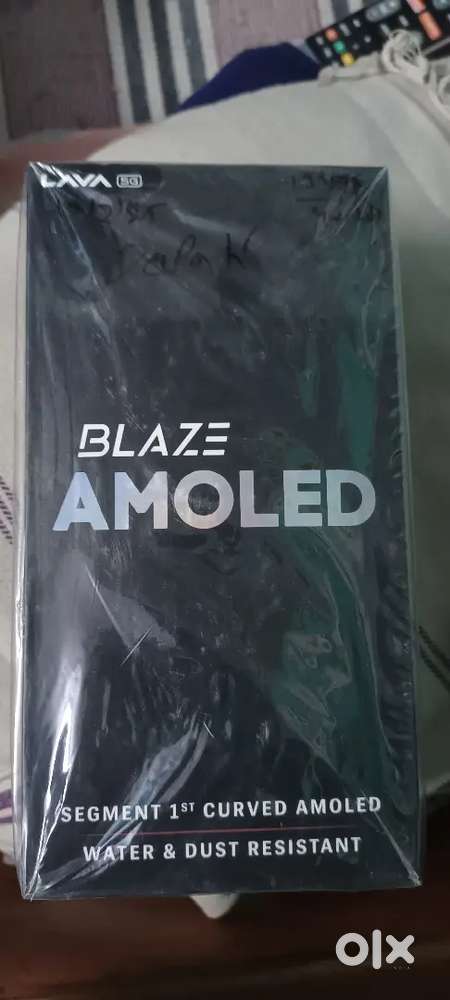 LAVA 5G
BLAZE
AMOLED
SEGMENT 1ST CURVED AMOLED
WATER & DUST RESISTANT
olx